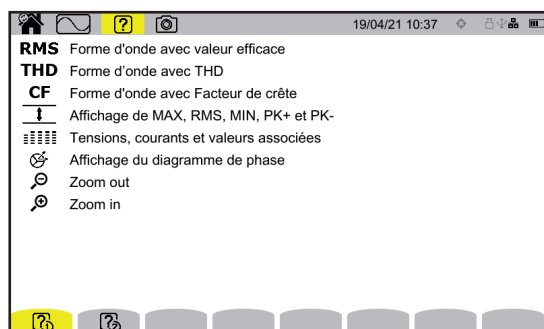 ? 19/04/21 10:37
RMS Forme d'onde avec valeur efficace
THD Forme d’onde avec THD
CF Forme d'onde avec Facteur de crête
Affichage de MAX, RMS, MIN, PK+ et PK-
Tensions, courants et valeurs associées
Affichage du diagramme de phase
Zoom out
Zoom in
?1 ?2